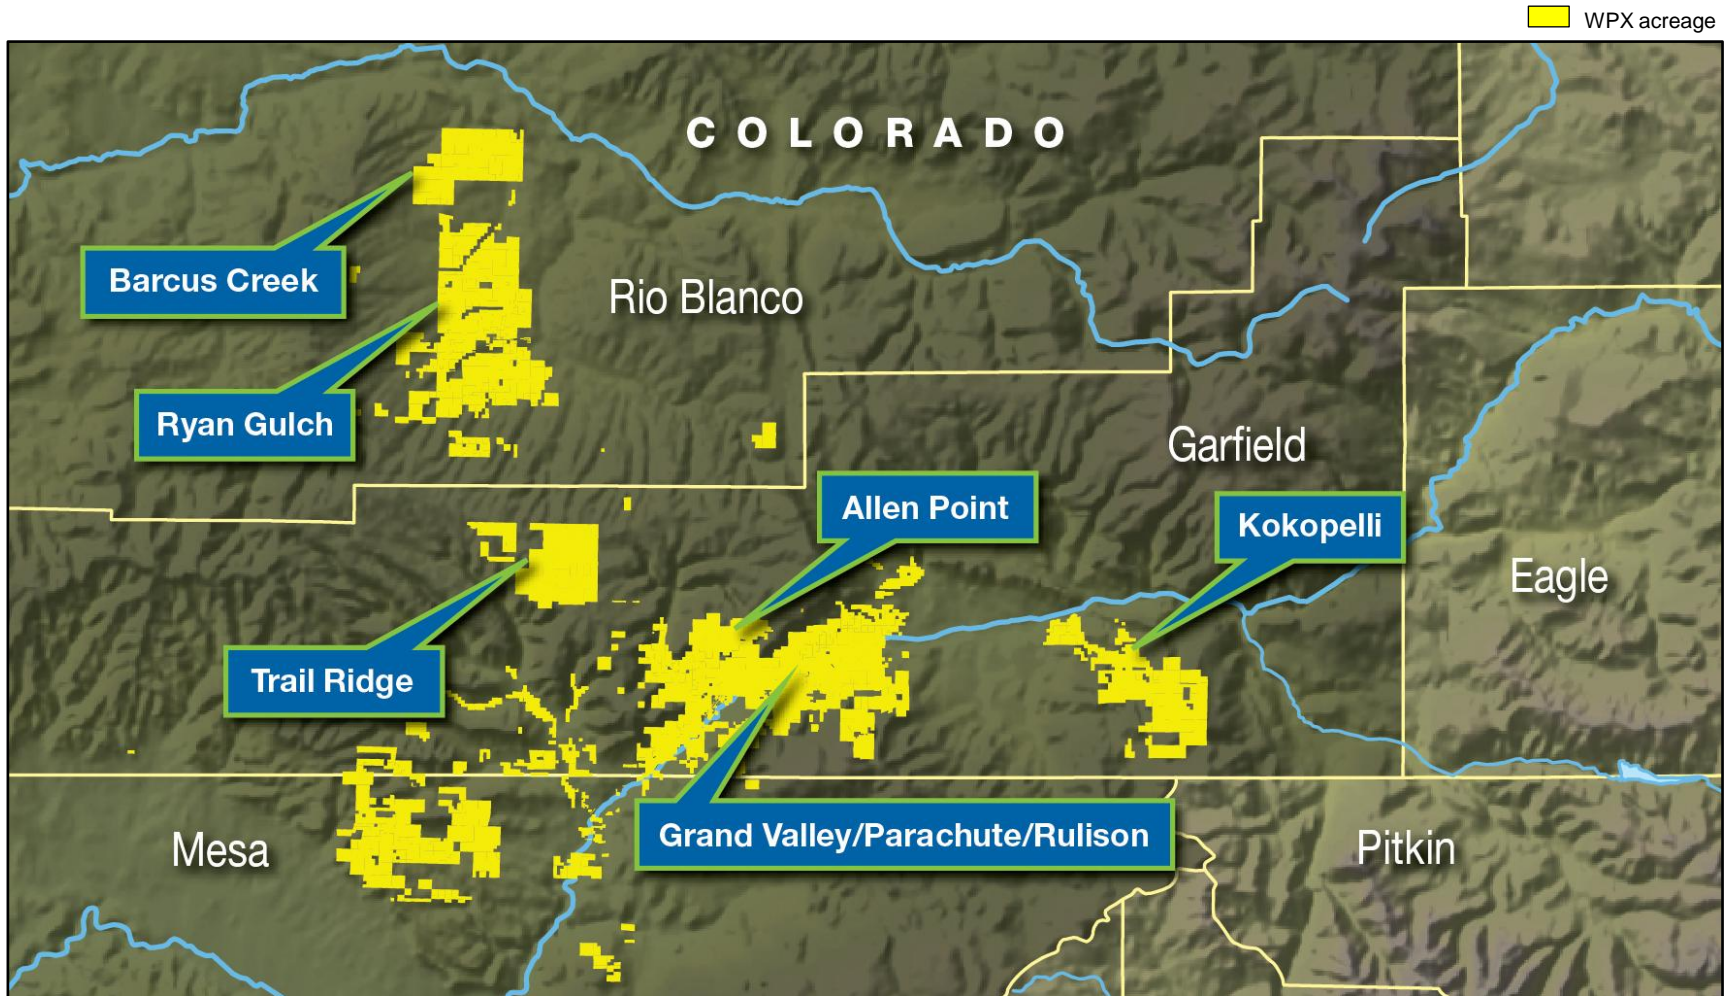 WPX acreage
COLORADO
Barcus Creek
Rio Blanco
Ryan Gulch
Garfield
Allen Point
Kokopelli
Eagle
Trail Ridge
Grand Valley/Parachute/Rulison
Mesa
Pitkin